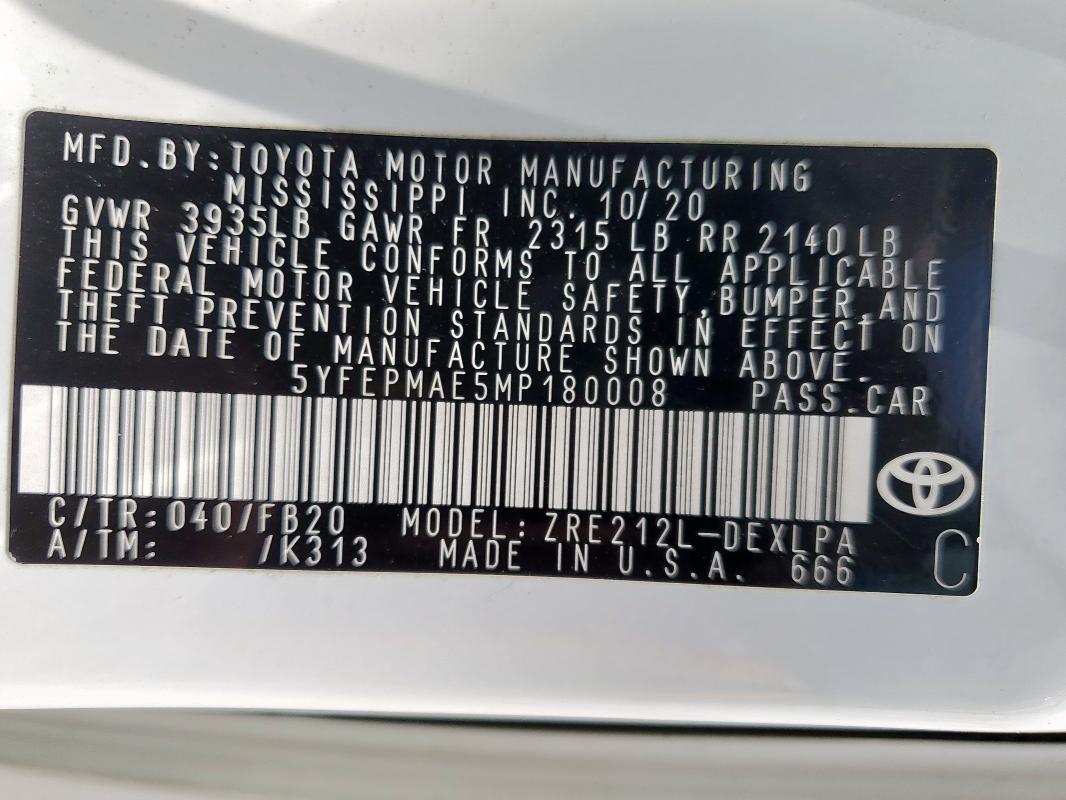 MFD.BY:TOYOTA MOTOR MANUFACTURING
MISSISSIPPI INC. 10/20
GVWR 3935LB GAWR FR 2315 LB RR 2140LB
THIS VEHICLE CONFORMS TO ALL APPLICABLE
FEDERAL MOTOR VEHICLE SAFETY,BUMPER,AND
THEFT PREVENTION STANDARDS IN EFFECT ON
THE DATE OF MANUFACTURE SHOWN ABOVE.
5YFEPMAE5MP180008 PASS.CAR
C/TR:040/FB20 MODEL:ZRE212L-DEXLPA
A/TM: /K313 MADE IN U.S.A. 666 C